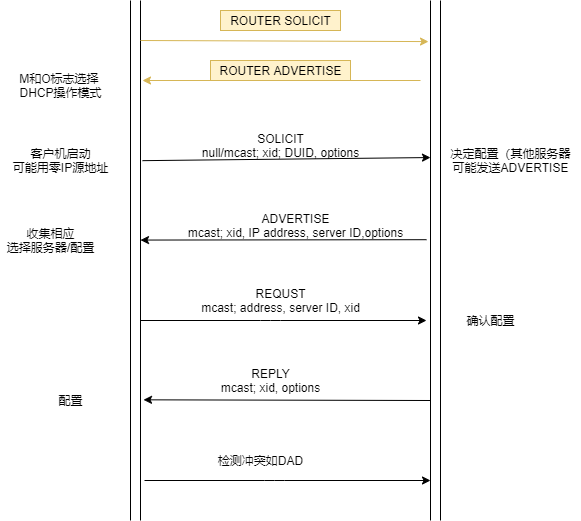 ROUTER SOLICIT
ROUTER ADVERTISE
M和O标志选择
DHCP操作模式
SOLICIT
null/mcast; xid; DUID, options
客户机启动
可能用零IP源地址
决定配置（其他服务器
可能发送ADVERTISE
ADVERTISE
mcast; xid, IP address, server ID,options
收集相应
选择服务器/配置
REQUST
mcast; address, server ID, xid
确认配置
REPLY
mcast; xid, options
配置
检测冲突如DAD